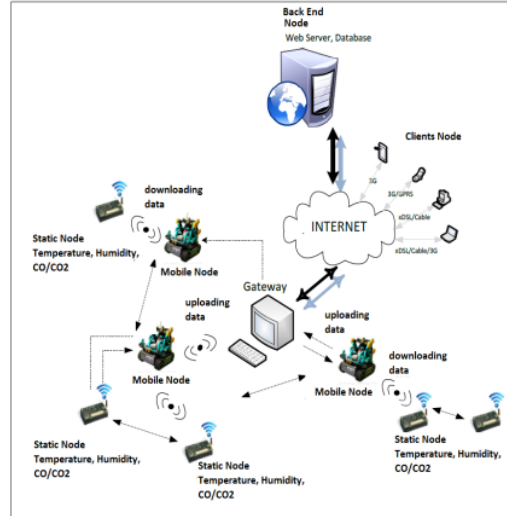 Back End
Node
Web Server, Database
Clients Node
3G
3G/GPRS
xDSL/Cable
xDSL/Cable/3G
INTERNET
downloading
data
Static Node
Temperature, Humidity,
CO/CO2
Mobile Node
Gateway
uploading
data
uploading
data
downloading
data
Mobile Node
Mobile Node
Static Node
Temperature, Humidity,
CO/CO2
Static Node
Temperature, Humidity,
CO/CO2
Static Node
Temperature, Humidity,
CO/CO2